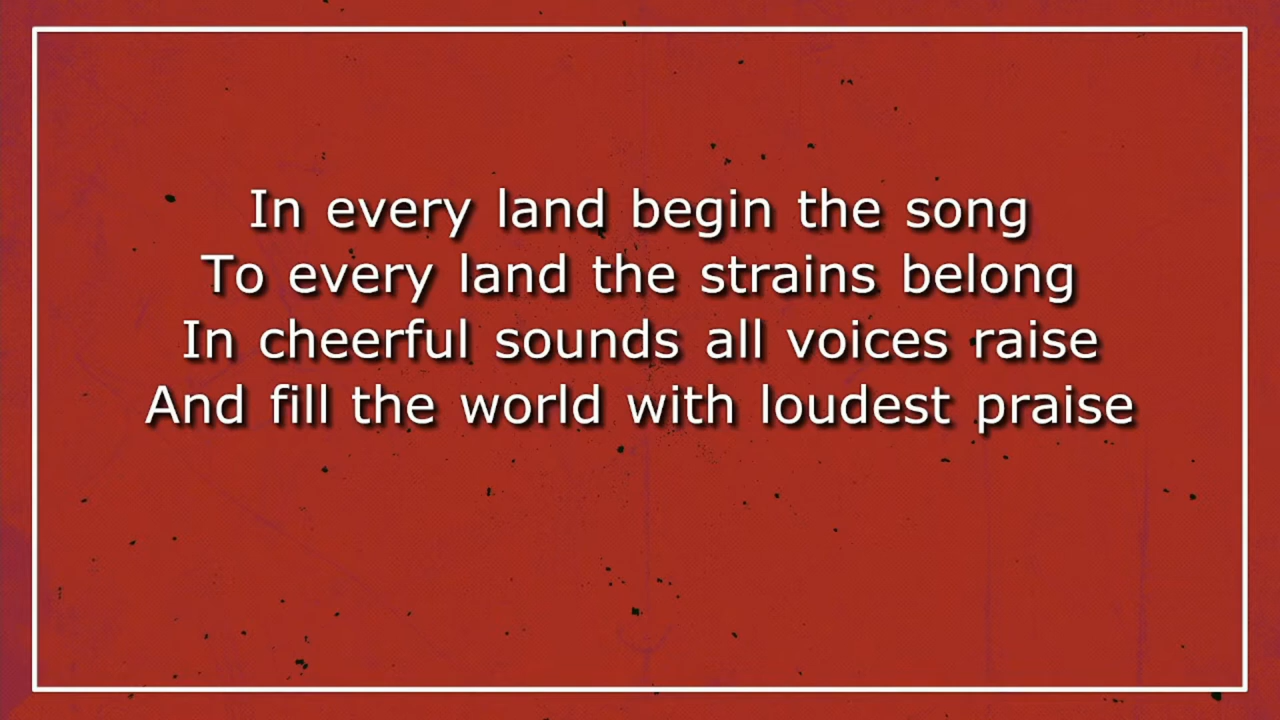 In every land begin the song
To every land the strains belong
In cheerful sounds all voices raise
And fill the world with loudest praise